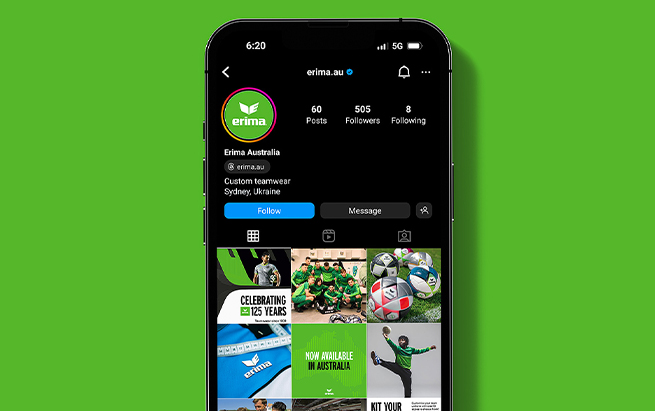 6:20
5G
erima.au
erima
60
505
8
Posts
Followers
Following
Erima Australia
erima.au
Custom teamwear
Sydney, Ukraine
Follow
Message
CELEBRATING
125 YEARS
erima
NOW AVAILABLE
IN AUSTRALIA
KIT YOUR